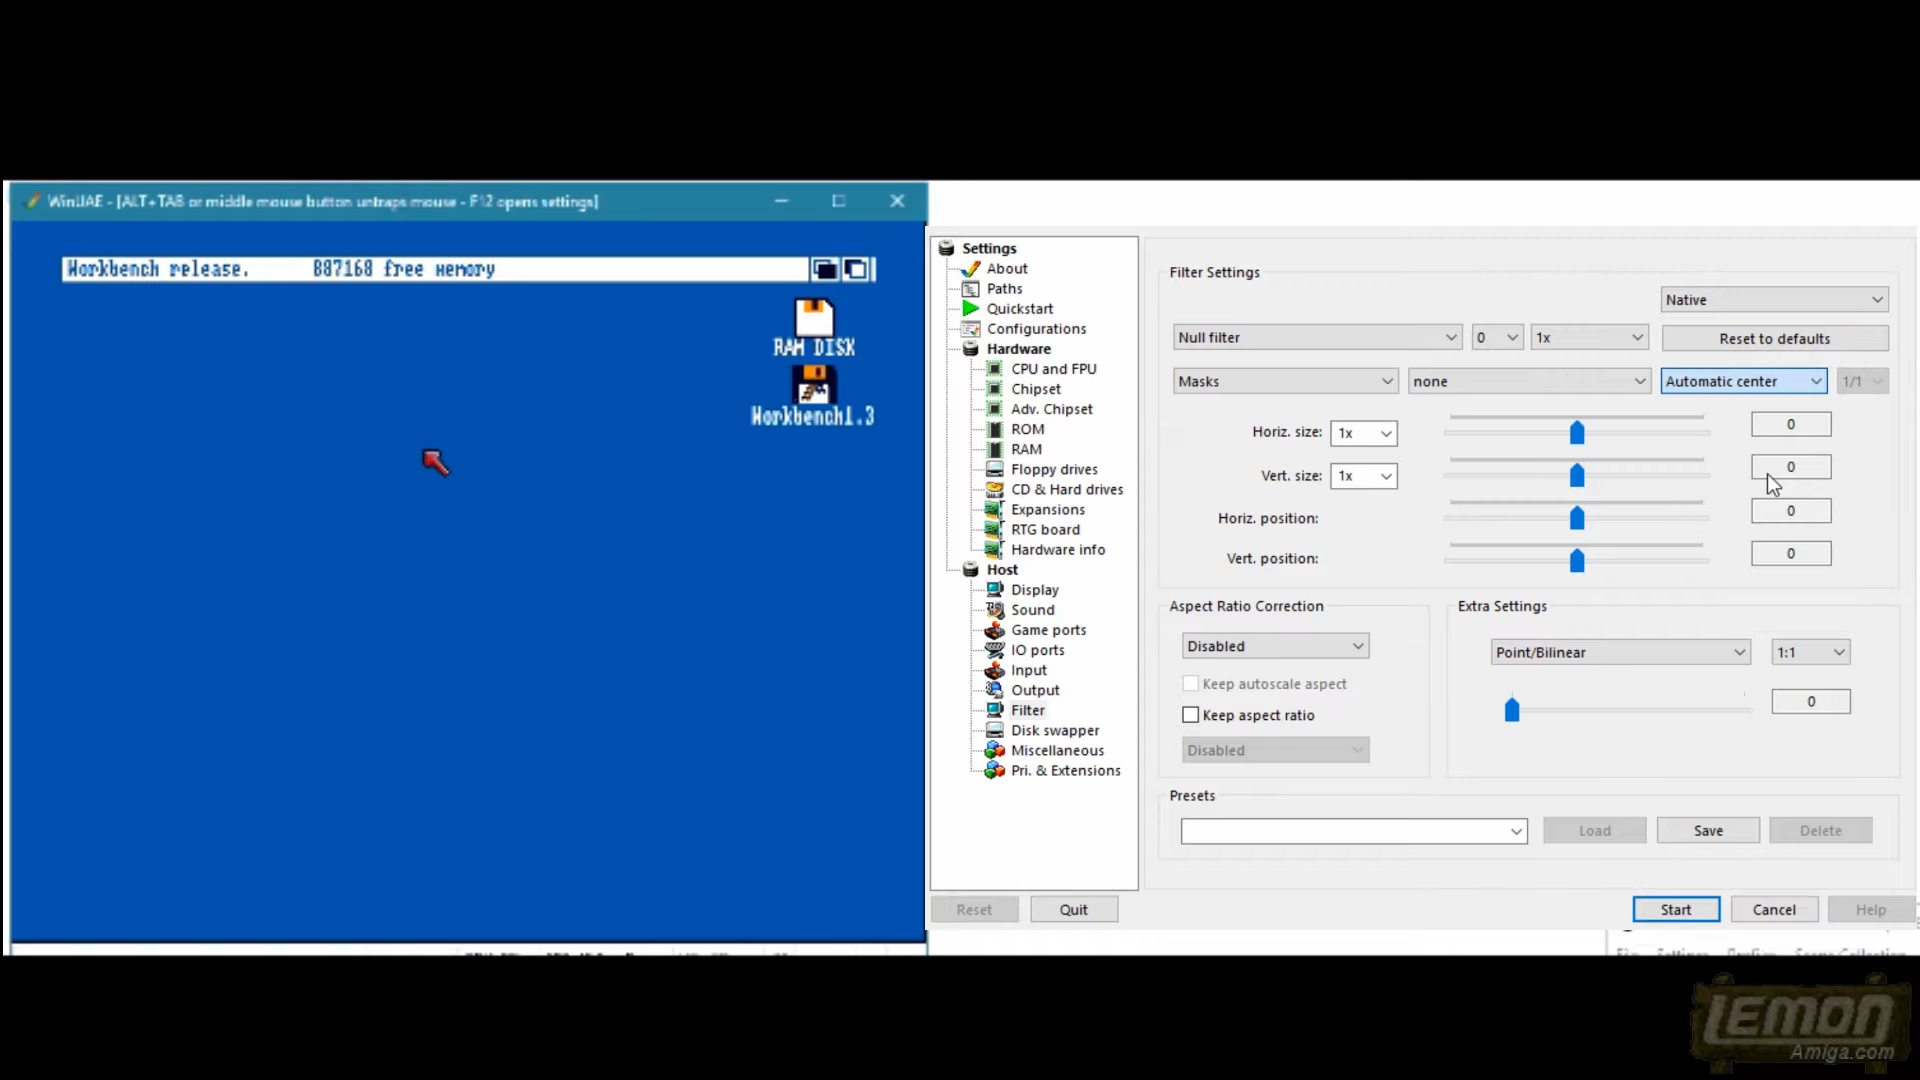 WinUAE - [ALT+TAB or middle mouse button untraps mouse - F12 opens settings]
Workbench release. 887168 free memory
RAM DISK
Workbench1.3
Settings
About
Paths
Quickstart
Configurations
Hardware
CPU and FPU
Chipset
Adv. Chipset
ROM
RAM
Floppy drives
CD & Hard drives
Expansions
RTG board
Hardware info
Host
Display
Sound
Game ports
IO ports
Input
Output
Filter
Disk swapper
Miscellaneous
Pri. & Extensions
Reset
Quit
Filter Settings
Native
Null filter
0
1x
Reset to defaults
Masks
none
Automatic center
1/1
Horiz. size:
1x
0
Vert. size:
1x
0
Horiz. position:
0
Vert. position:
0
Aspect Ratio Correction
Disabled
Keep autoscale aspect
Keep aspect ratio
Disabled
Extra Settings
Point/Bilinear
1:1
0
Presets
Load
Save
Delete
Start
Cancel
Help
Lemon
Amiga.com